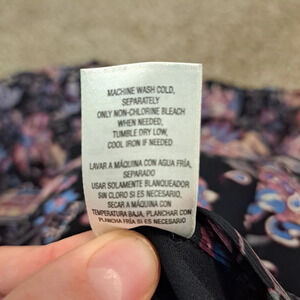 MACHINE WASH COLD,
SEPARATELY
ONLY NON-CHLORINE BLEACH
WHEN NEEDED,
TUMBLE DRY LOW,
COOL IRON IF NEEDED
LAVAR A MÁQUINA CON AGUA FRÍA,
SEPARADO
USAR SOLAMENTE BLANQUEADOR
SIN CLORO SI ES NECESARIO,
SECAR A MÁQUINA CON
TEMPERATURA BAJA, PLANCHAR CON
PLANCHA FRÍA SI ES NECESARIO